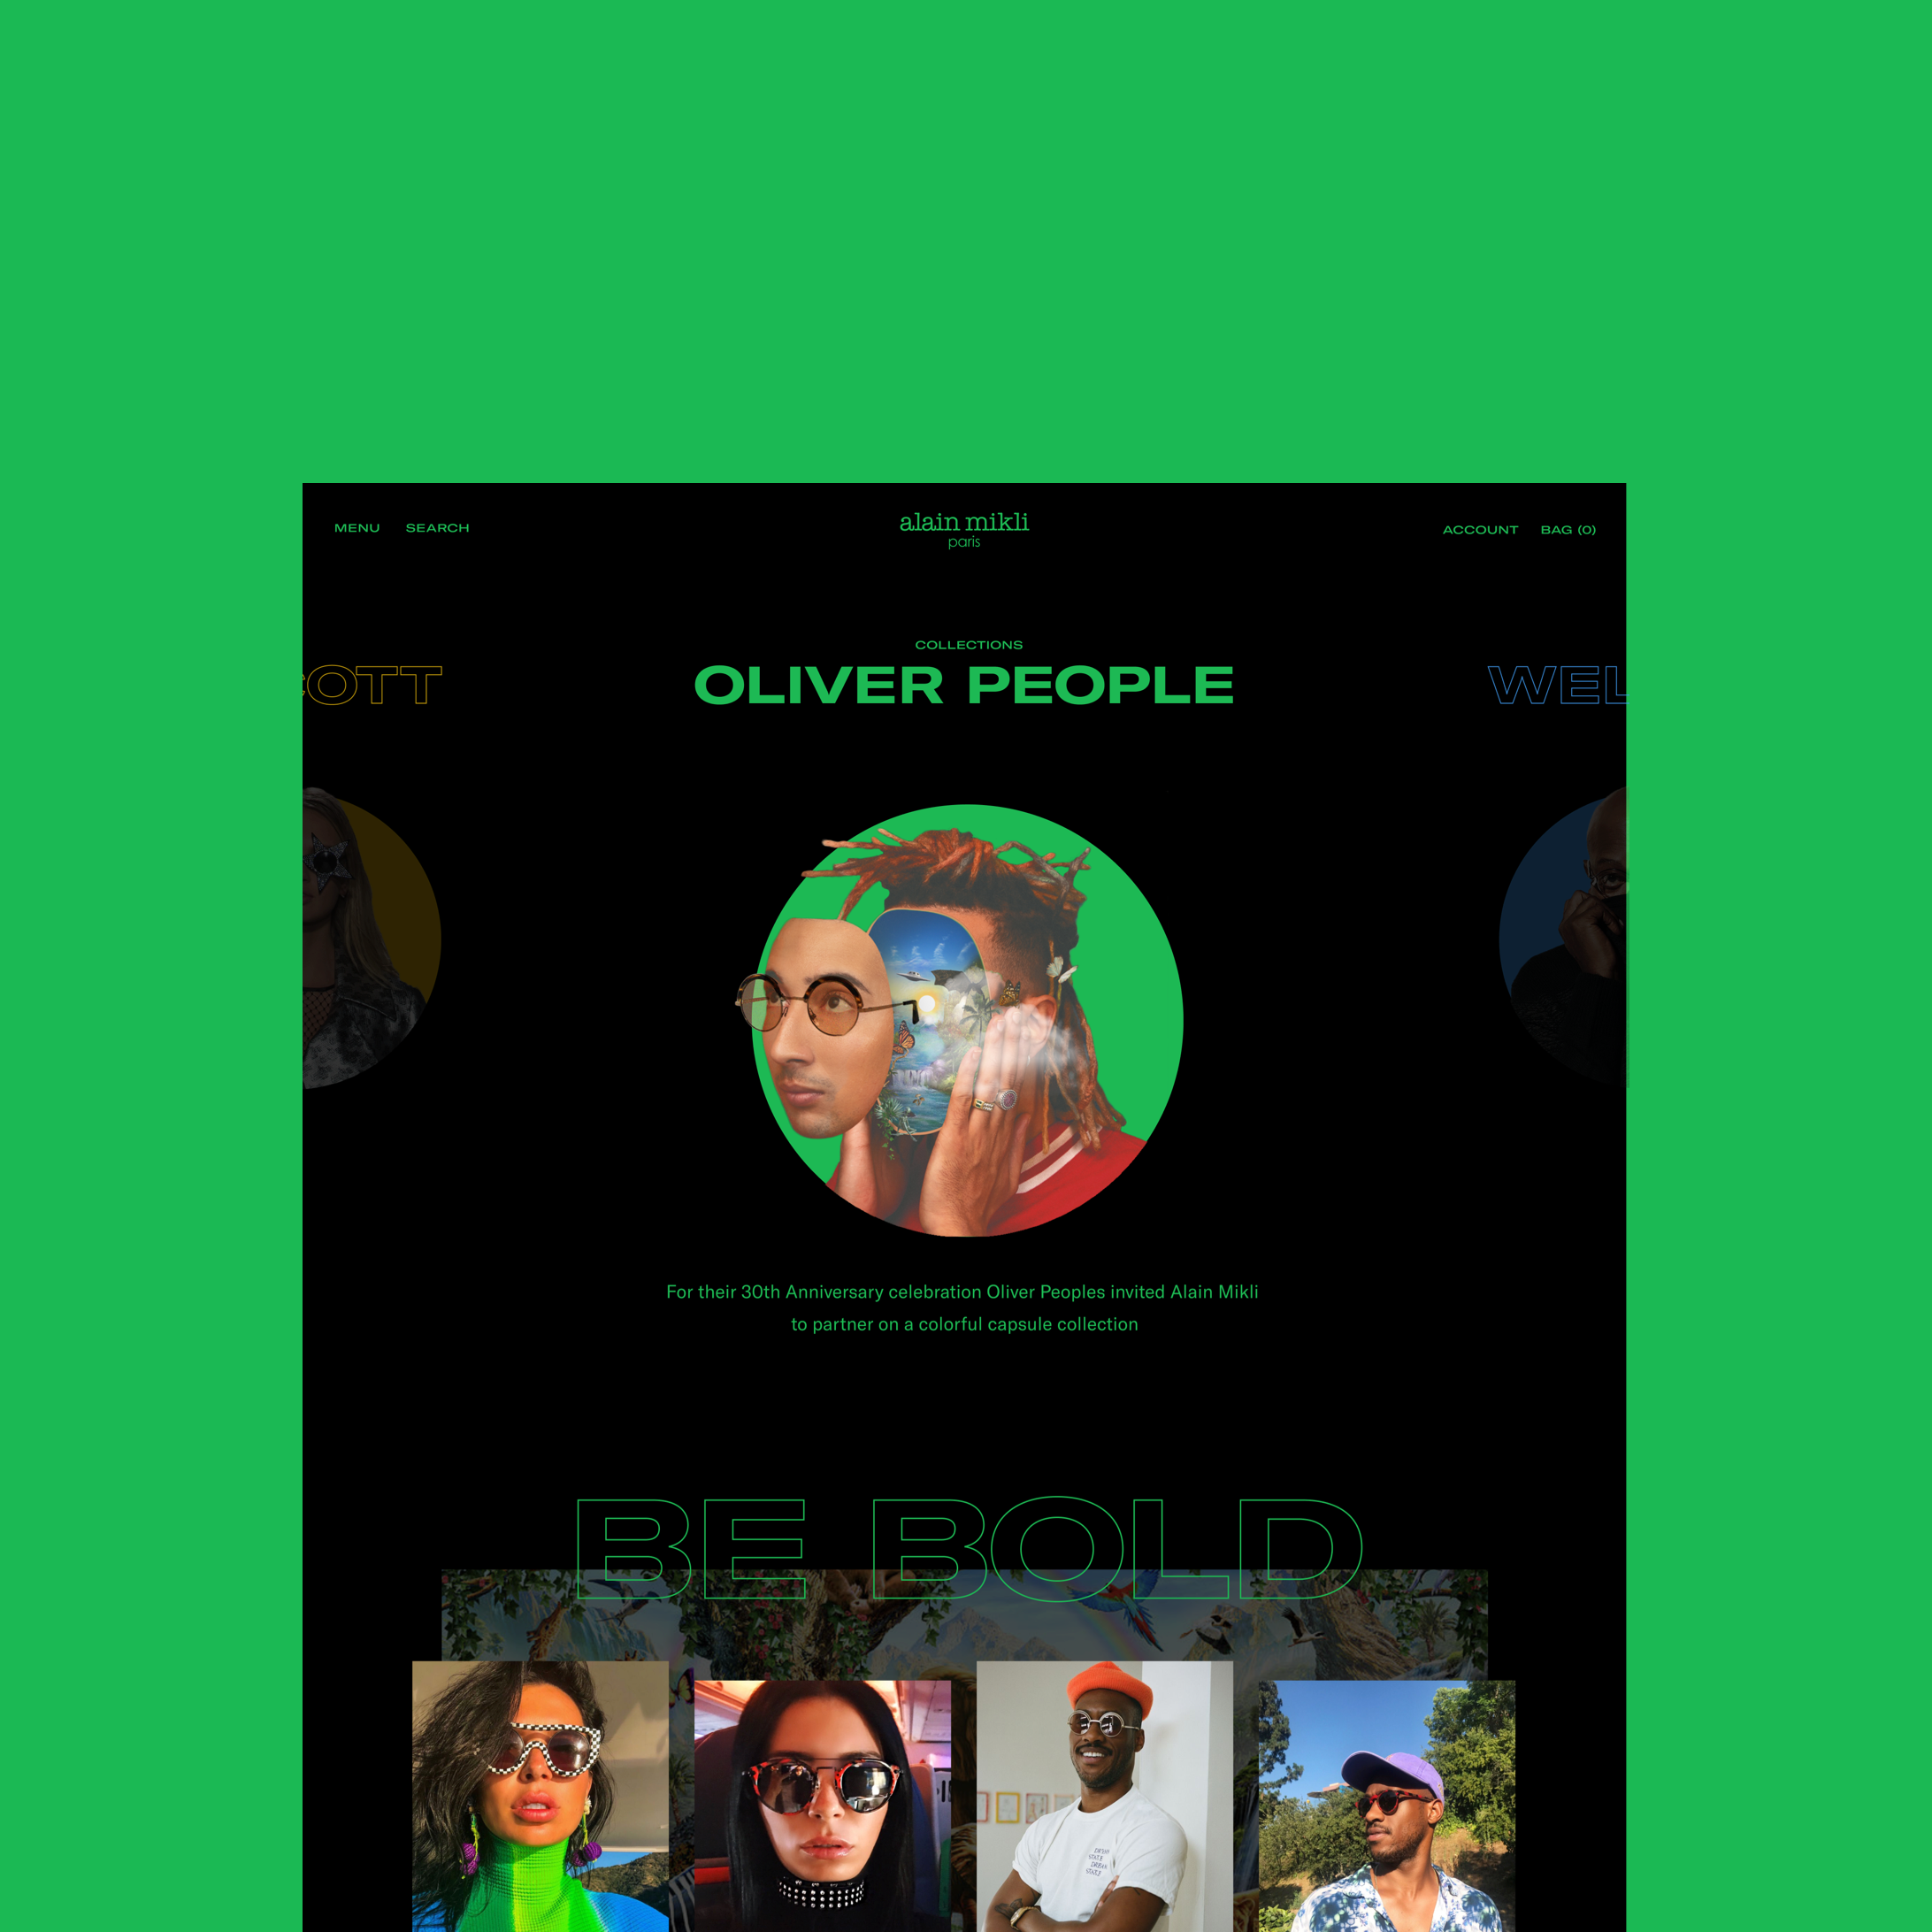 MENU SEARCH
alain mikli
paris
ACCOUNT BAG (0)
COLLECTIONS
OTT
OLIVER PEOPLE
WEL
For their 30th Anniversary celebration Oliver Peoples invited Alain Mikli
to partner on a colorful capsule collection
BE BOLD